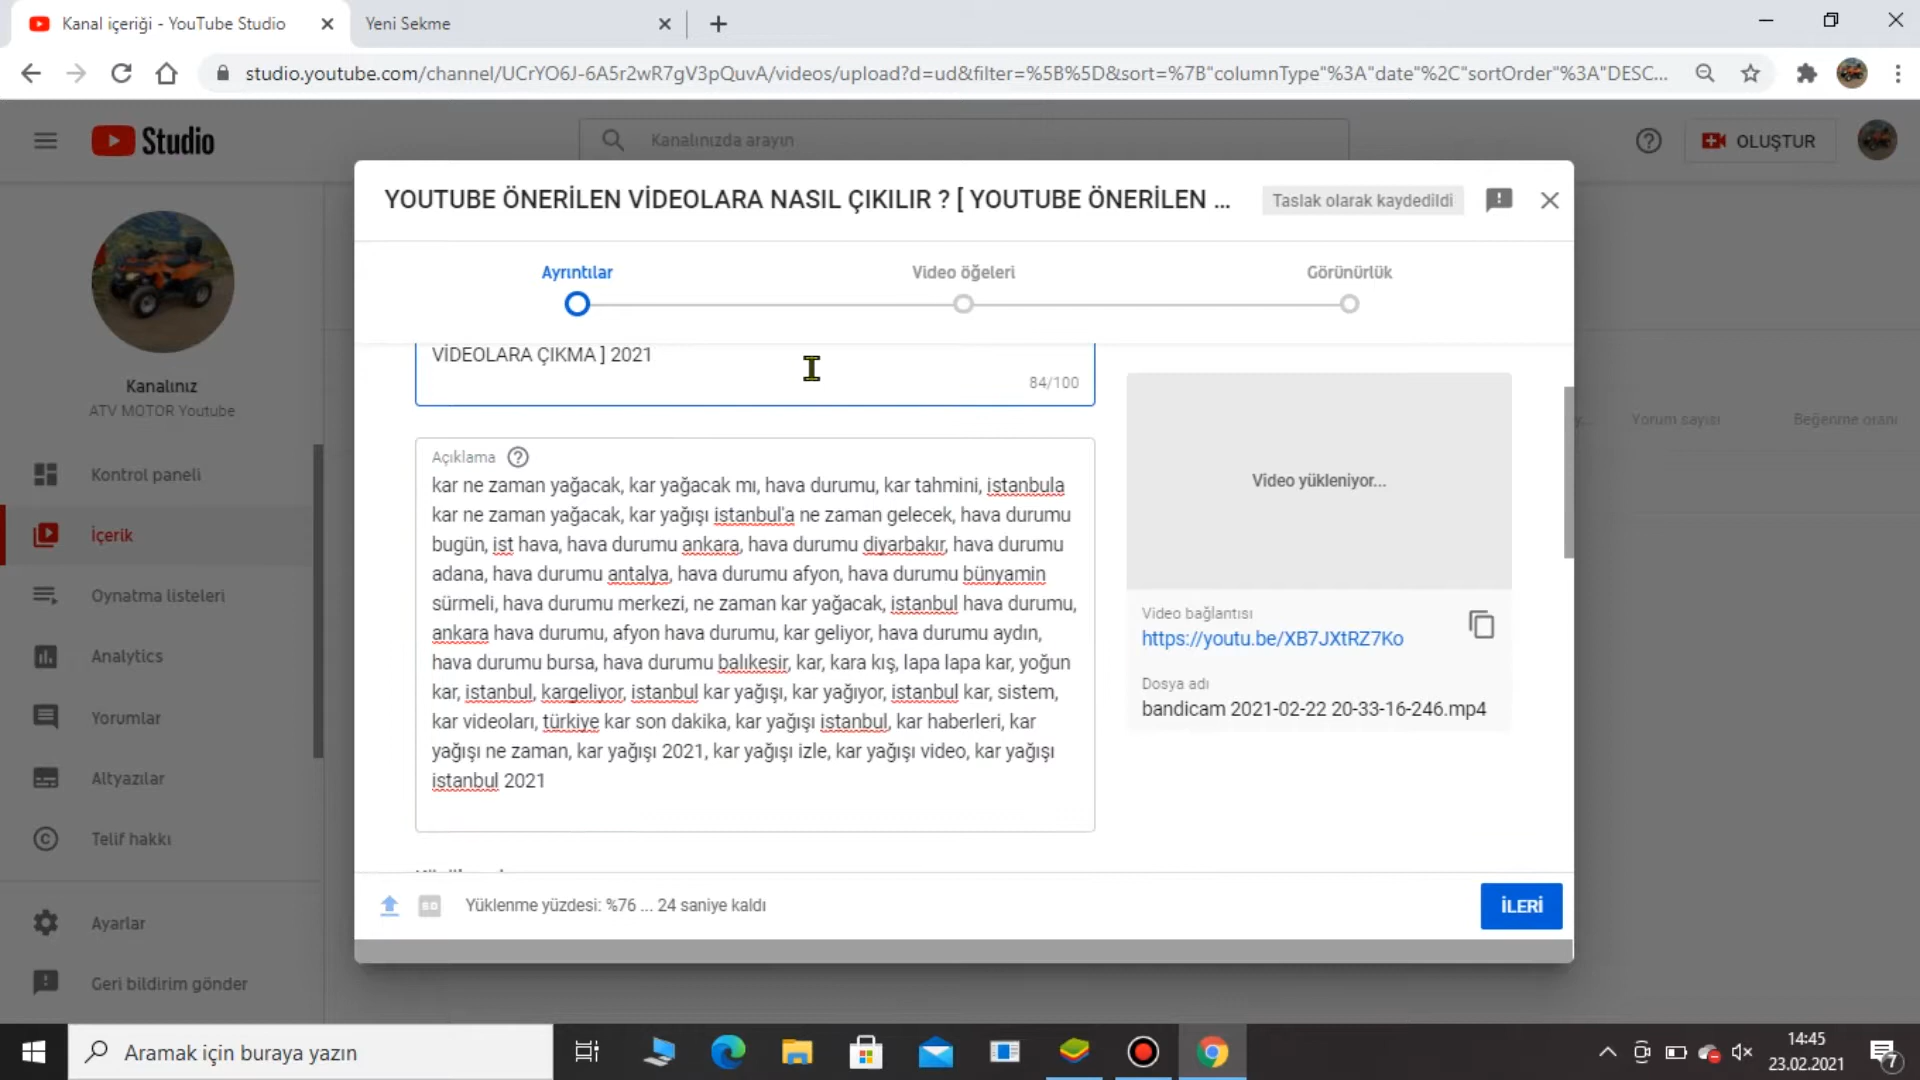 Kanal içeriği - YouTube Studio
Yeni Sekme
studio.youtube.com/channel/UCrYO6J-6A5r2wR7gV3pQuvA/videos/upload?d=ud&filter=%5B%5D&sort=%7B"columnType"%3A"date"%2C"sortOrder"%3A"DESC...
Studio
Kanalınızda arayın
OLUŞTUR
YOUTUBE ÖNERİLEN VİDEOLARA NASIL ÇIKILIR ? [ YOUTUBE ÖNERİLEN ...
Taslak olarak kaydedildi
Ayrıntılar
Video öğeleri
Görünürlük
Kanalınız
ATV MOTOR Youtube
Kontrol paneli
İçerik
Oynatma listeleri
Analytics
Yorumlar
Altyazılar
Telif hakkı
Ayarlar
Geri bildirim gönder
VİDEOLARA ÇIKMA ] 2021
84/100
Açıklama
kar ne zaman yağacak, kar yağacak mı, hava durumu, kar tahmini, istanbula
kar ne zaman yağacak, kar yağışı istanbul'a ne zaman gelecek, hava durumu
bugün, ist hava, hava durumu ankara, hava durumu diyarbakır, hava durumu
adana, hava durumu antalya, hava durumu afyon, hava durumu bünyamin
sürmeli, hava durumu merkezi, ne zaman kar yağacak, istanbul hava durumu,
ankara hava durumu, afyon hava durumu, kar geliyor, hava durumu aydın,
hava durumu bursa, hava durumu balıkesir, kar, kara kış, lapa lapa kar, yoğun
kar, istanbul, kargeliyor, istanbul kar yağışı, kar yağıyor, istanbul kar, sistem,
kar videoları, türkiye kar son dakika, kar yağışı istanbul, kar haberleri, kar
yağışı ne zaman, kar yağışı 2021, kar yağışı izle, kar yağışı video, kar yağışı
istanbul 2021
Video yükleniyor...
Video bağlantısı
https://youtu.be/XB7JXtRZ7Ko
Dosya adı
bandicam 2021-02-22 20-33-16-246.mp4
Yorum sayısı
Beğenme oranı
SD
Yüklenme yüzdesi: %76 ... 24 saniye kaldı
İLERİ
Aramak için buraya yazın
14:45
23.02.2021
7